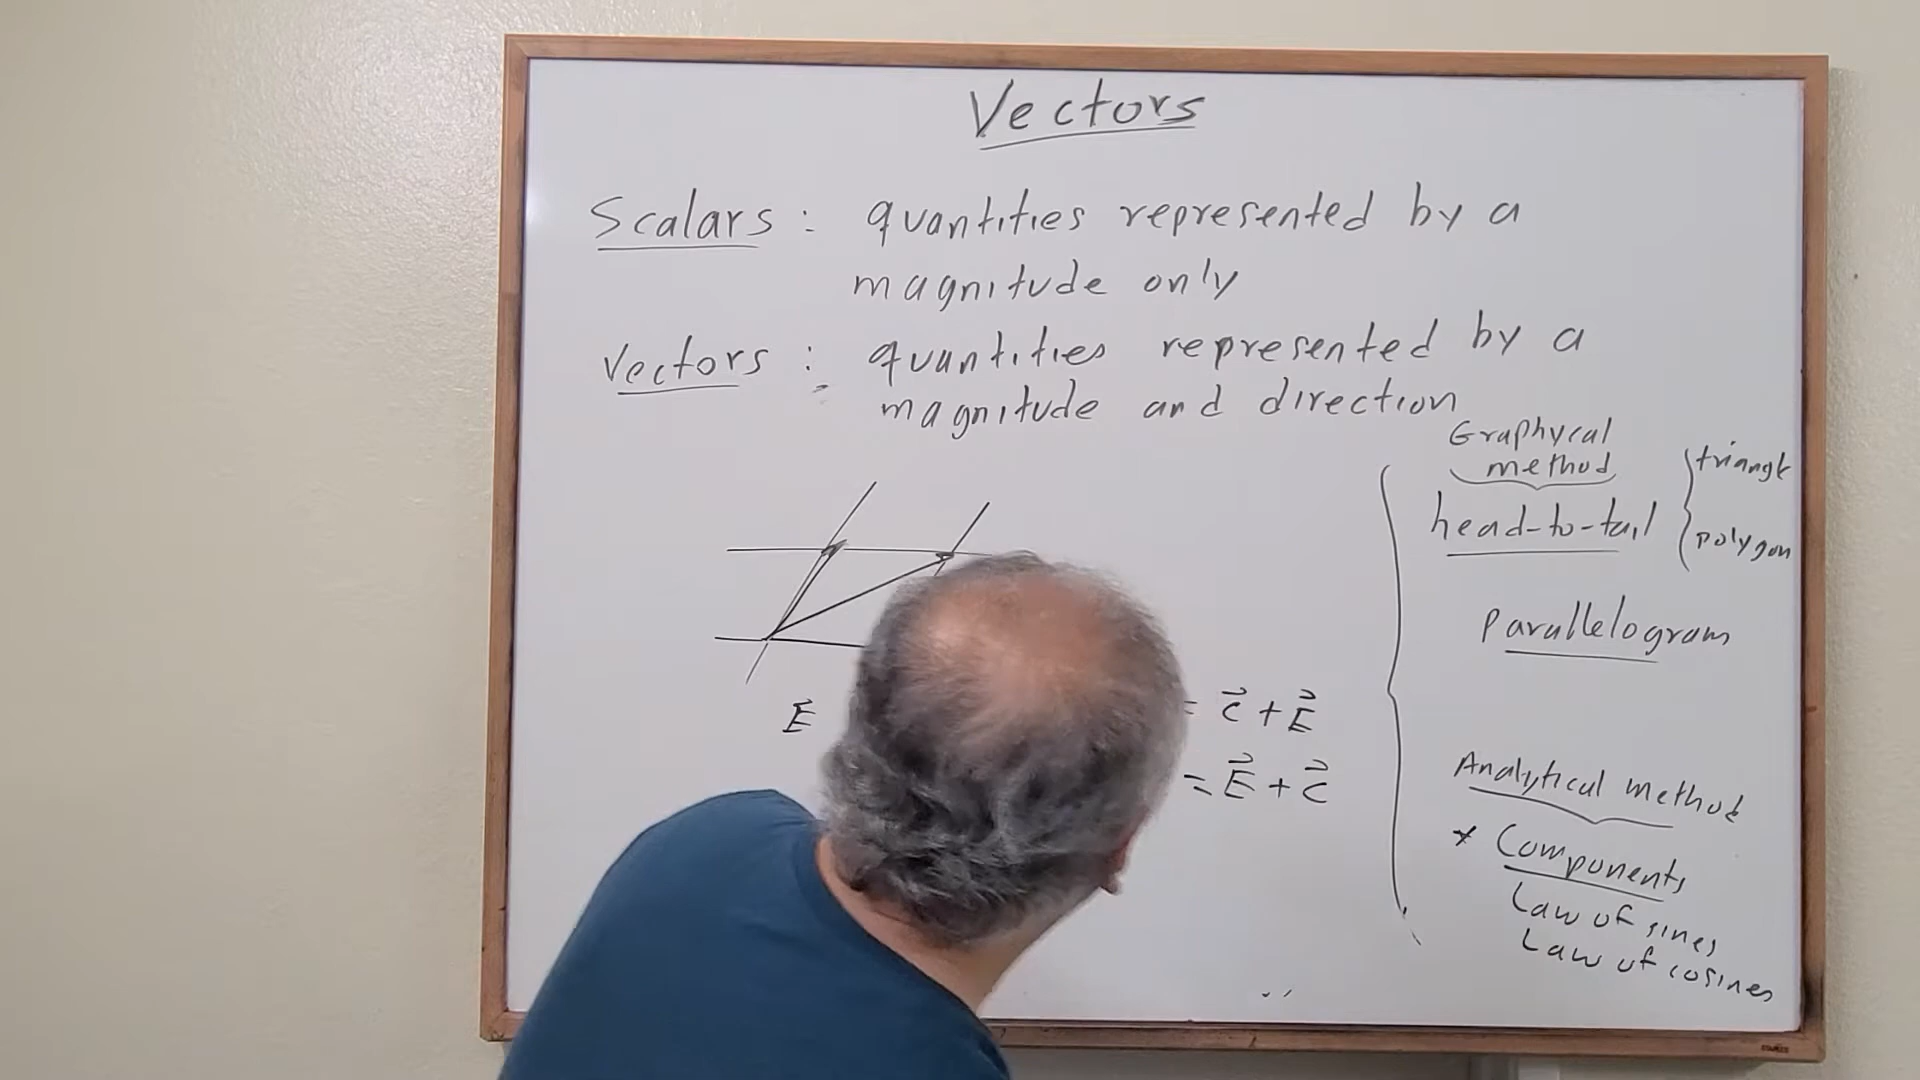 Vectors
Scalars : quantities represented by a
magnitude only
Vectors : quantities represented by a
magnitude and direction
Graphycal
method
head-to-tail
triangle
polygon
parallelogram
E⃗
= C⃗ + E⃗
= E⃗ + C⃗
Analytical method
* Components
Law of sines
Law of cosines